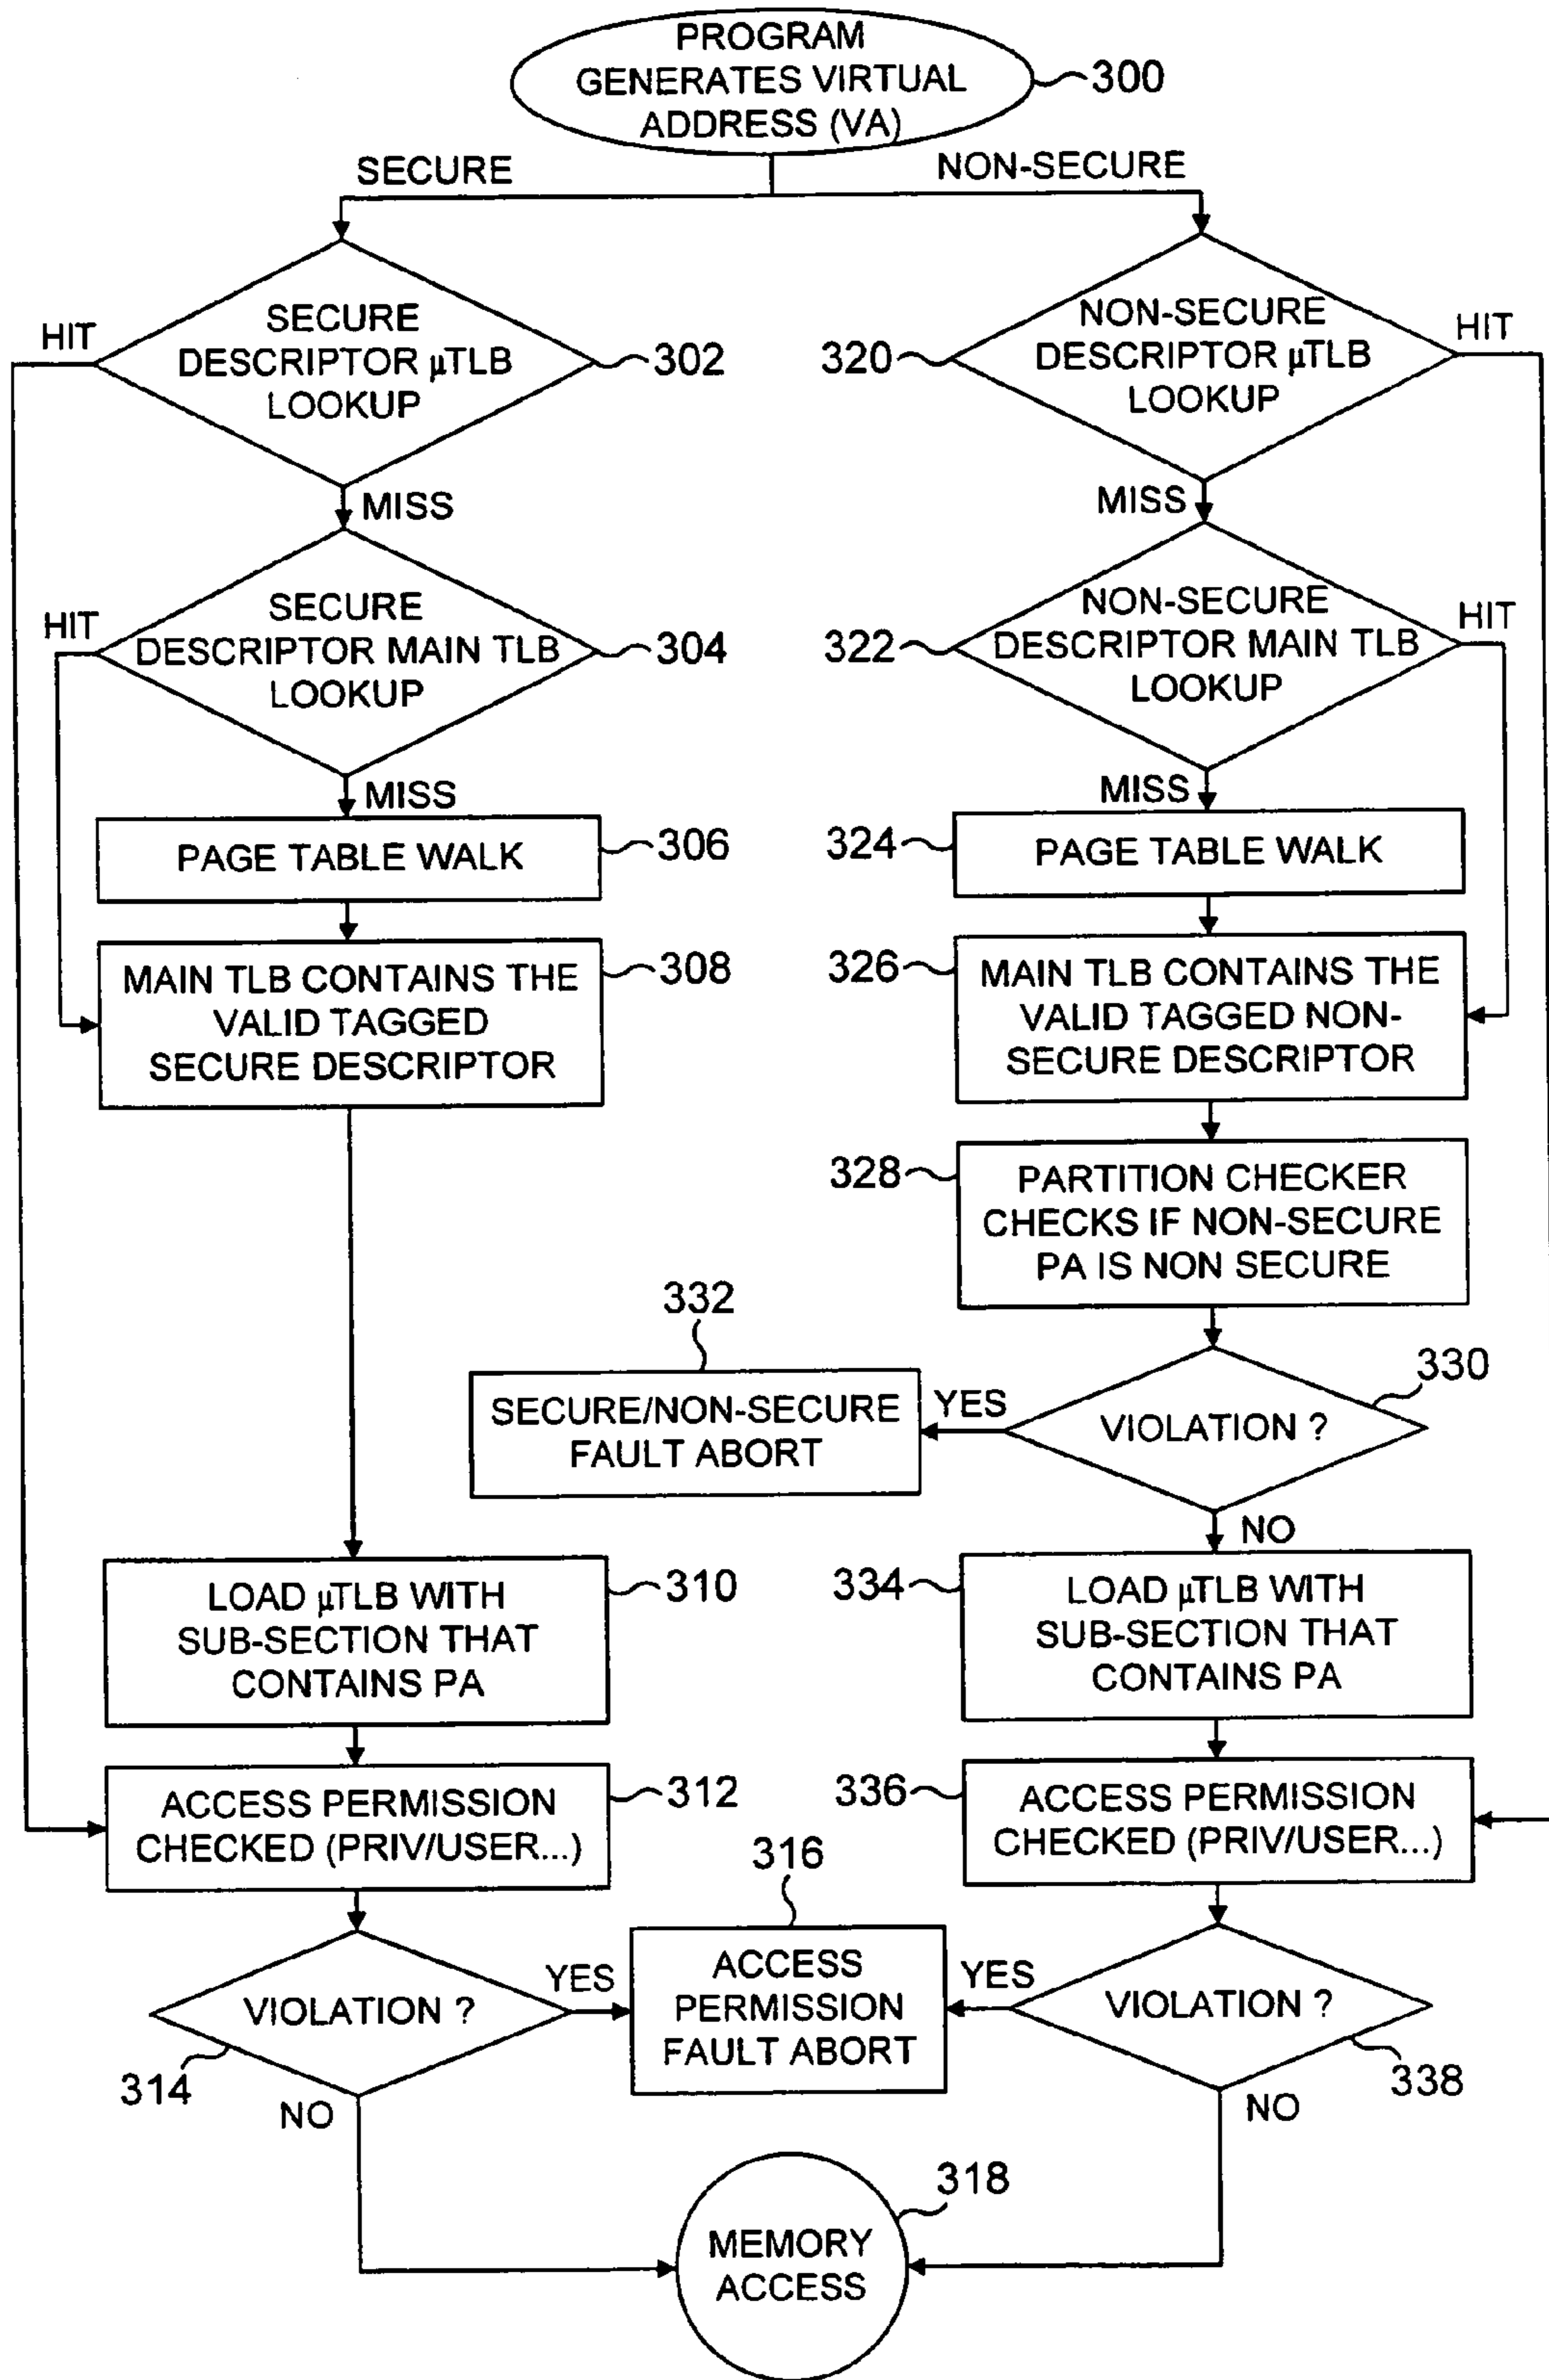 PROGRAM
GENERATES VIRTUAL
ADDRESS (VA)
300
SECURE
NON-SECURE
HIT
SECURE
DESCRIPTOR µTLB
LOOKUP
302
320
NON-SECURE
DESCRIPTOR µTLB
LOOKUP
HIT
MISS
MISS
HIT
SECURE
DESCRIPTOR MAIN TLB
LOOKUP
304
322
NON-SECURE
DESCRIPTOR MAIN TLB
LOOKUP
HIT
MISS
MISS
PAGE TABLE WALK
306
324
PAGE TABLE WALK
MAIN TLB CONTAINS THE
VALID TAGGED
SECURE DESCRIPTOR
308
326
MAIN TLB CONTAINS THE
VALID TAGGED NON-
SECURE DESCRIPTOR
328
PARTITION CHECKER
CHECKS IF NON-SECURE
PA IS NON SECURE
332
SECURE/NON-SECURE
FAULT ABORT
YES
VIOLATION ?
330
NO
LOAD µTLB WITH
SUB-SECTION THAT
CONTAINS PA
310
334
LOAD µTLB WITH
SUB-SECTION THAT
CONTAINS PA
ACCESS PERMISSION
CHECKED (PRIV/USER...)
312
336
ACCESS PERMISSION
CHECKED (PRIV/USER...)
316
VIOLATION ?
314
YES
ACCESS
PERMISSION
FAULT ABORT
YES
VIOLATION ?
338
NO
NO
318
MEMORY
ACCESS